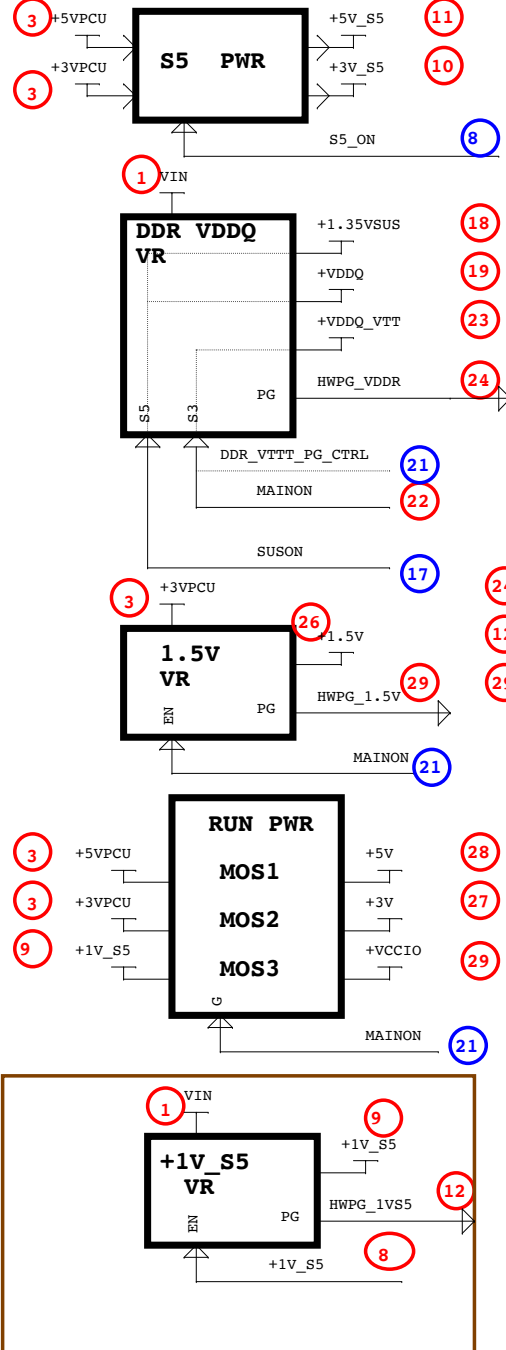 3 +5VPCU +5V_S5 11
S5 PWR
3 +3VPCU +3V_S5 10
S5_ON 8
1 VIN
DDR VDDQ
VR
+1.35VSUS 18
+VDDQ 19
+VDDQ_VTT 23
PG HWPG_VDDR 24
S5 S3
DDR_VTTT_PG_CTRL 21
MAINON 22
SUSON 17
3 +3VPCU 24
26 +1.5V 12
1.5V
VR
EN PG HWPG_1.5V 29 29
MAINON 21
RUN PWR
3 +5VPCU MOS1 +5V 28
3 +3VPCU MOS2 +3V 27
9 +1V_S5 MOS3 +VCCIO 29
G
MAINON 21
1 VIN 9
+1V_S5
+1V_S5
VR
EN PG HWPG_1VS5 12
+1V_S5 8